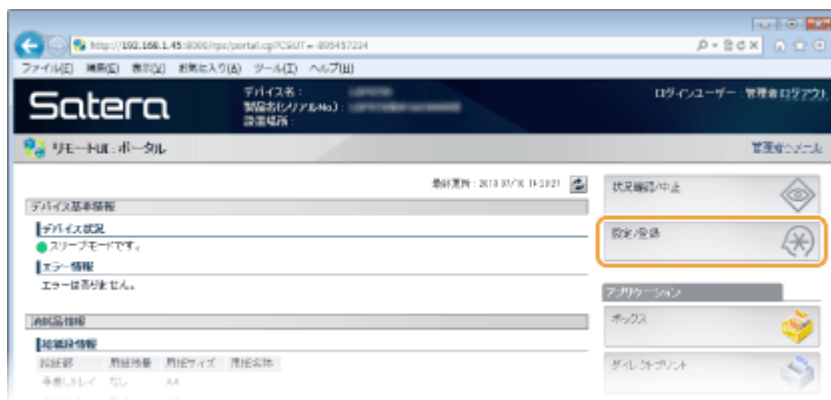 http://192.168.1.45:8000/rps/portal.cgi?CSUT=-895457234
ファイル(E) 編集(E) 表示(V) お気に入り(A) ツール(T) ヘルプ(H)
Satera
デバイス名:
製品名(シリアルNo.):
設置場所:
ログインユーザー: 管理者 ログアウト
リモートUI:ポータル
管理者へメール
最終更新:
状況確認/中止
デバイス基本情報
デバイス状況
スリープモードです。
設定/登録
エラー情報
エラーはありません。
アプリケーション
消耗品情報
ボックス
給紙段情報
給紙部 用紙残量 用紙サイズ 用紙名称
手差しトレイ なし A4
ダイレクトプリント